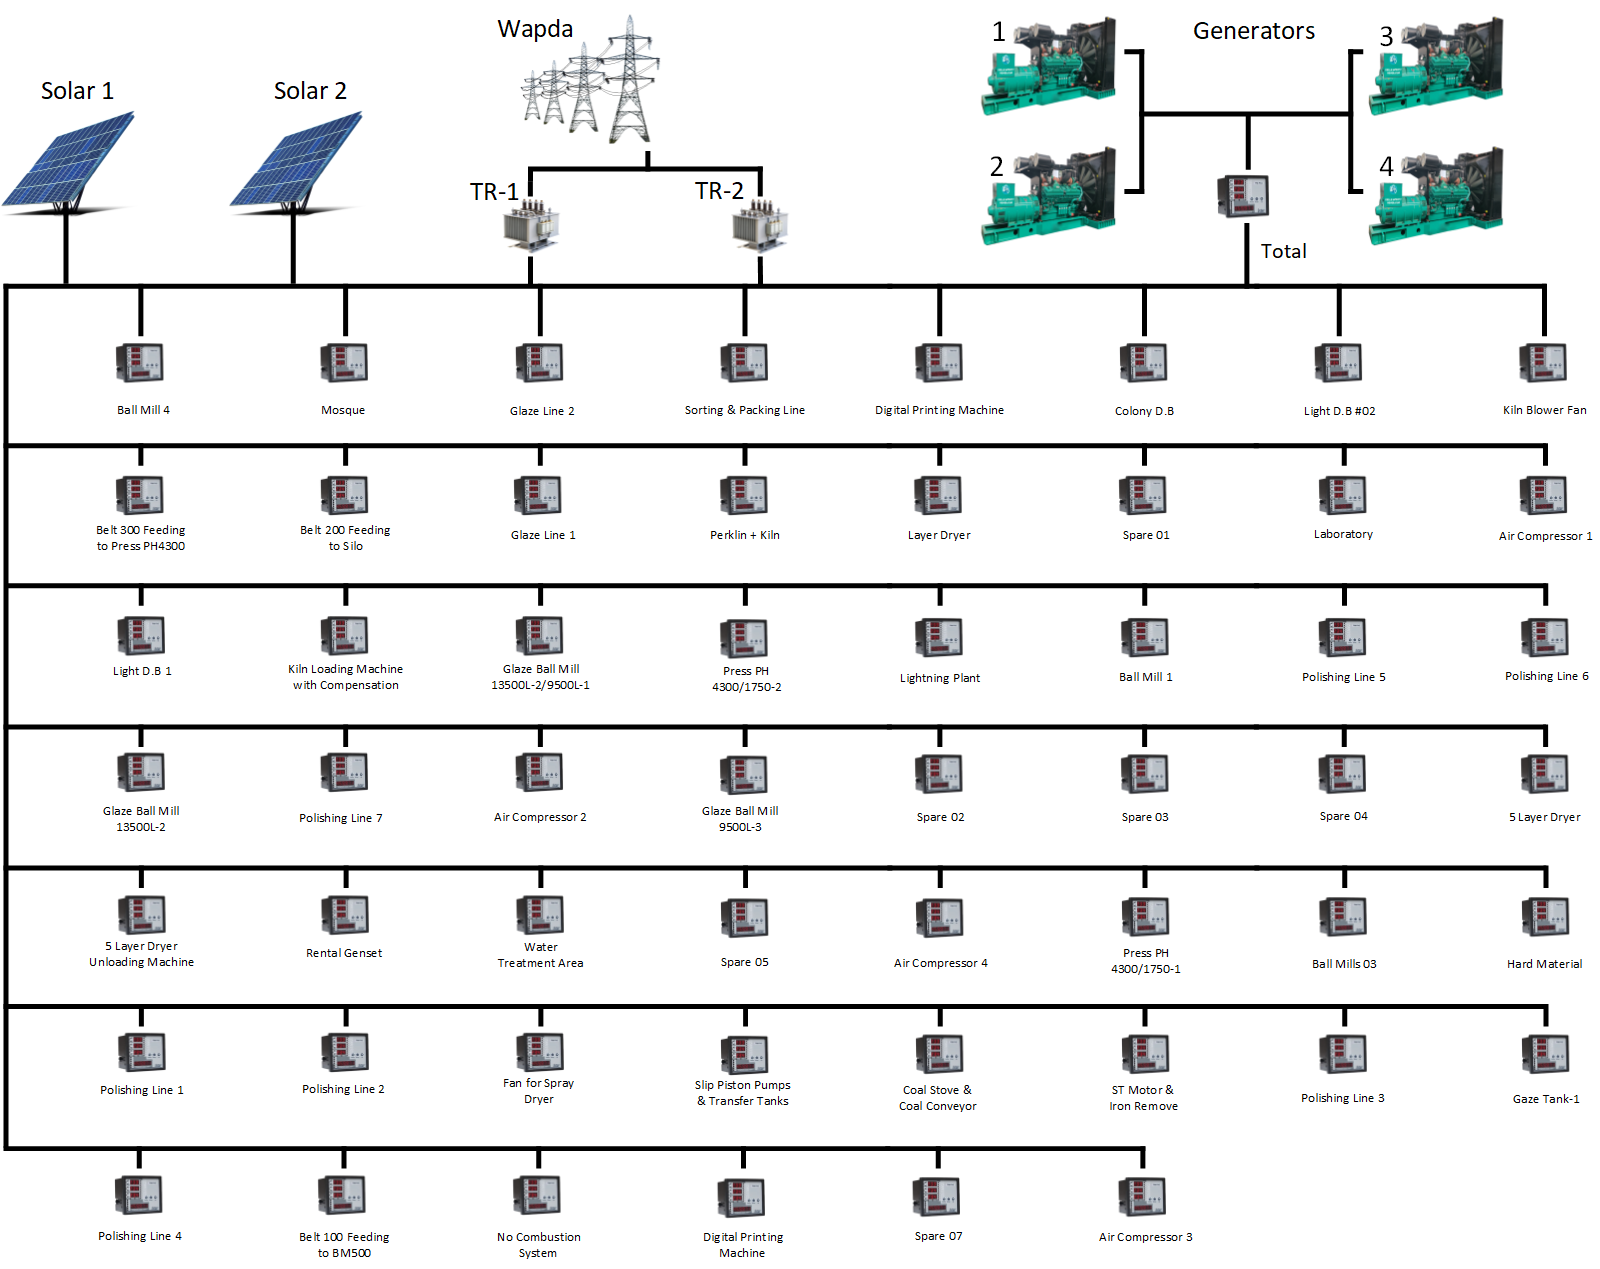 Wapda
Generators
1
3
Solar 1
Solar 2
2
4
TR-1
TR-2
Total
Ball Mill 4
Mosque
Glaze Line 2
Sorting & Packing Line
Digital Printing Machine
Colony D.B
Light D.B #02
Kiln Blower Fan
Belt 300 Feeding
to Press PH4300
Belt 200 Feeding
to Silo
Glaze Line 1
Perklin + Kiln
Layer Dryer
Spare 01
Laboratory
Air Compressor 1
Light D.B 1
Kiln Loading Machine
with Compensation
Glaze Ball Mill
13500L-2/9500L-1
Press PH
4300/1750-2
Lightning Plant
Ball Mill 1
Polishing Line 5
Polishing Line 6
Glaze Ball Mill
13500L-2
Polishing Line 7
Air Compressor 2
Glaze Ball Mill
9500L-3
Spare 02
Spare 03
Spare 04
5 Layer Dryer
5 Layer Dryer
Unloading Machine
Rental Genset
Water
Treatment Area
Spare 05
Air Compressor 4
Press PH
4300/1750-1
Ball Mills 03
Hard Material
Polishing Line 1
Polishing Line 2
Fan for Spray
Dryer
Slip Piston Pumps
& Transfer Tanks
Coal Stove &
Coal Conveyor
ST Motor &
Iron Remove
Polishing Line 3
Gaze Tank-1
Polishing Line 4
Belt 100 Feeding
to BM500
No Combustion
System
Digital Printing
Machine
Spare 07
Air Compressor 3